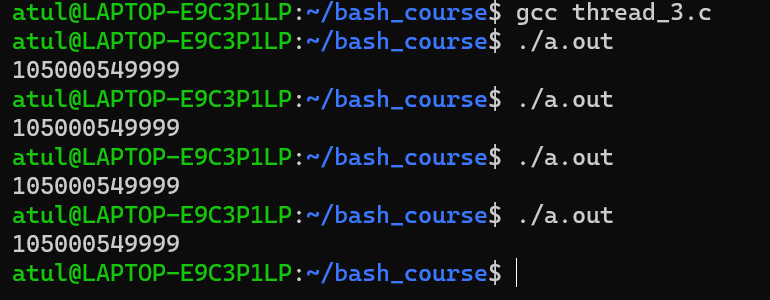 atul@LAPTOP-E9C3P1LP:~/bash_course$ gcc thread_3.c
atul@LAPTOP-E9C3P1LP:~/bash_course$ ./a.out
105000549999
atul@LAPTOP-E9C3P1LP:~/bash_course$ ./a.out
105000549999
atul@LAPTOP-E9C3P1LP:~/bash_course$ ./a.out
105000549999
atul@LAPTOP-E9C3P1LP:~/bash_course$ ./a.out
105000549999
atul@LAPTOP-E9C3P1LP:~/bash_course$